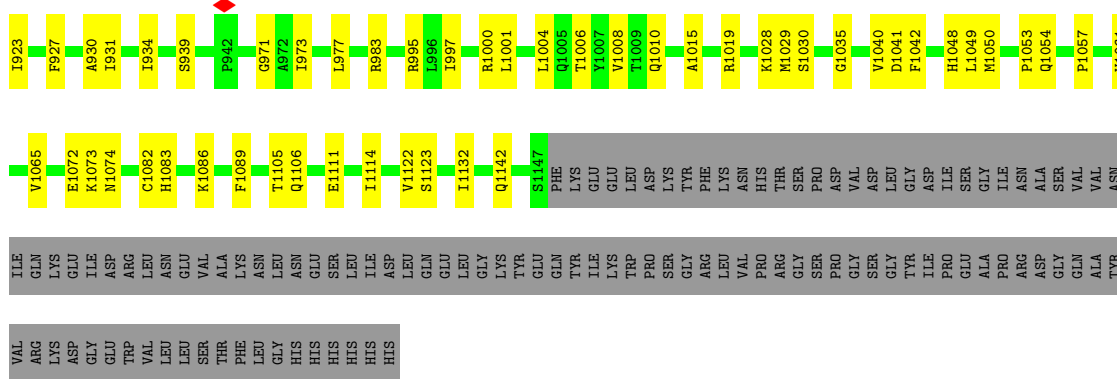 I923 F927 A930 I931 I934 S939 P942 G971 A972 I973 L977 R983 R995 L996 I997 R1000 L1001 L1004 Q1005 T1006 Y1007 V1008 T1009 Q1010 A1015 R1019 K1028 M1029 S1030 G1035 V1040 D1041 F1042 H1048 L1049 M1050 P1053 Q1054 P1057
V1065 E1072 K1073 N1074 C1082 H1083 K1086 F1089 T1105 Q1106 E1111 I1114 V1122 S1123 I1132 Q1142 S1147 PHE LYS GLU GLU LEU ASP LYS TYR PHE LYS ASN HIS THR SER PRO ASP VAL ASP LEU GLY ASP ILE SER GLY ILE ASN ALA SER VAL VAL ASN
ILE GLN LYS GLU ILE ASP ARG LEU ASN GLU VAL ALA LYS ASN LEU ASN GLU SER LEU ILE ASP LEU GLN GLU LEU GLY LYS TYR GLU GLN TYR ILE LYS TRP PRO SER GLY ARG LEU VAL PRO ARG GLY SER PRO GLY SER GLY TYR ILE PRO GLU ALA PRO ARG ASP GLY GLN ALA TYR
VAL ARG LYS ASP GLY GLU TRP VAL LEU LEU SER THR PHE LEU GLY HIS HIS HIS HIS HIS HIS